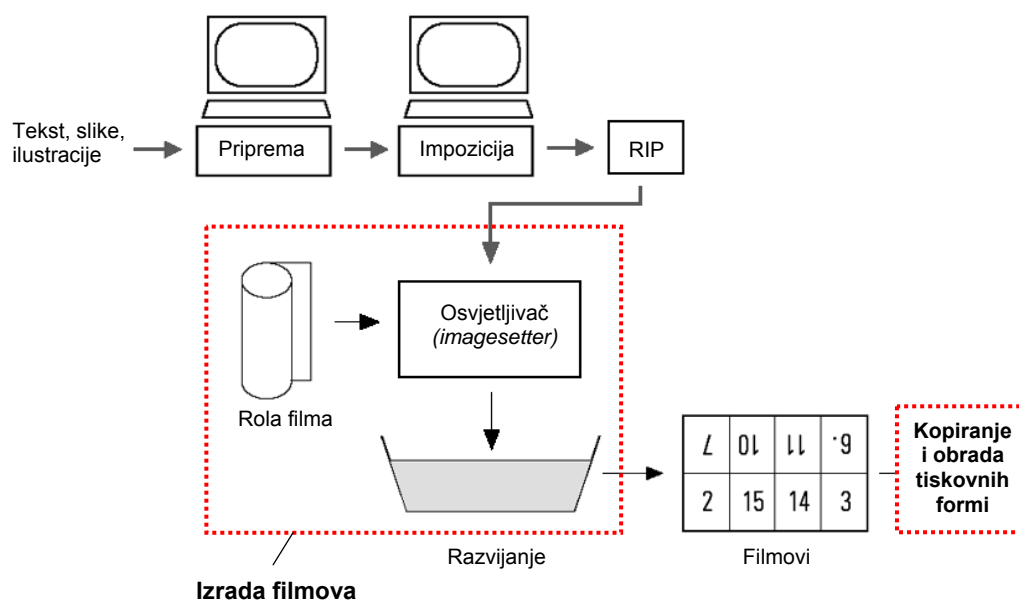 Tekst, slike,
ilustracije
Priprema
Impozicija
RIP
Osvjetljivač
(imagesetter)
Rola filma
7 10 11 6.
2 15 14 3
Kopiranje
i obrada
tiskovnih
formi
Razvijanje
Filmovi
Izrada filmova